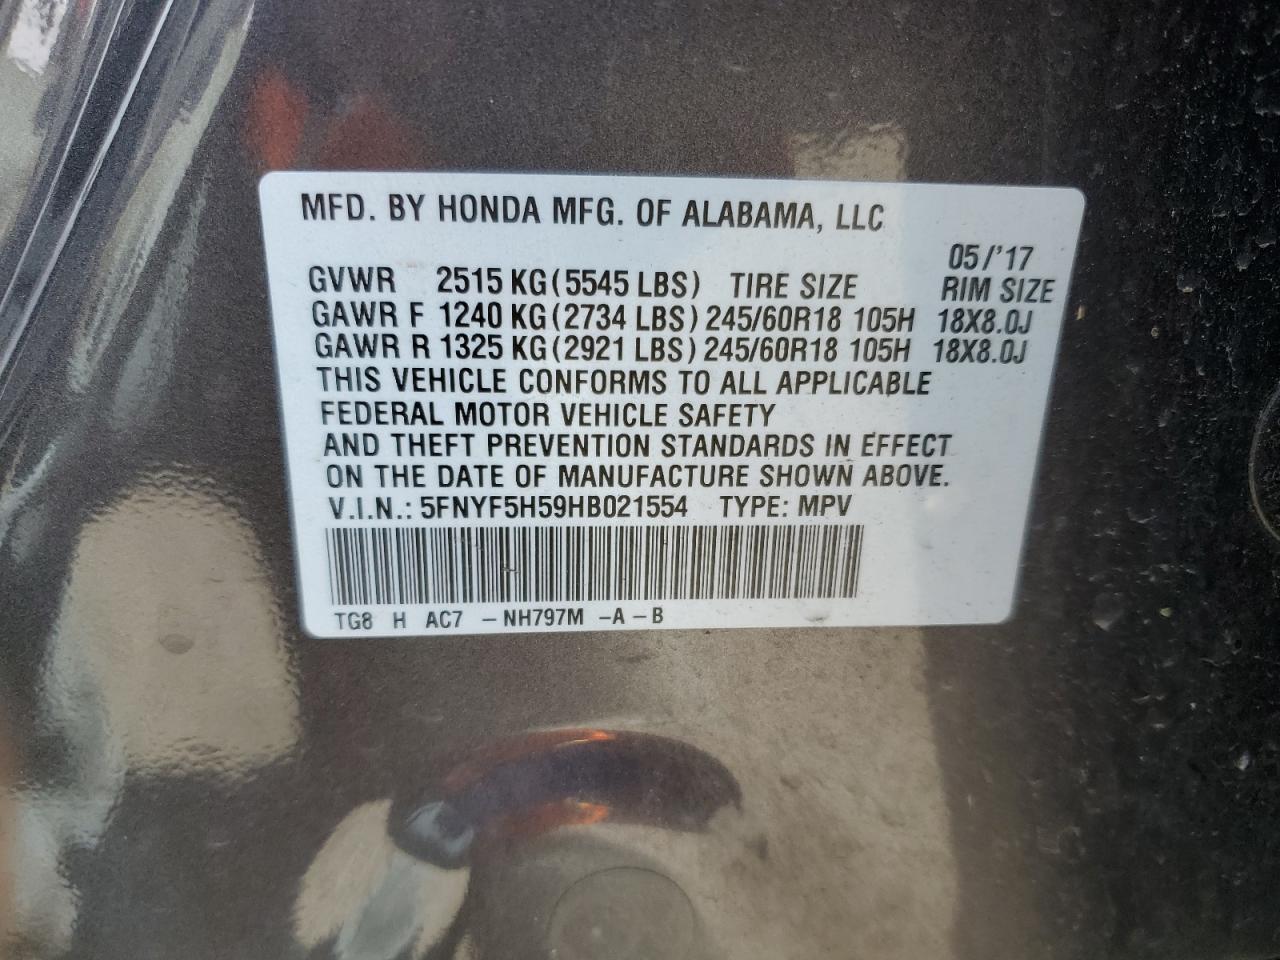 MFD. BY HONDA MFG. OF ALABAMA, LLC
05/'17
GVWR 2515 KG(5545 LBS) TIRE SIZE RIM SIZE
GAWR F 1240 KG(2734 LBS) 245/60R18 105H 18X8.0J
GAWR R 1325 KG(2921 LBS) 245/60R18 105H 18X8.0J
THIS VEHICLE CONFORMS TO ALL APPLICABLE
FEDERAL MOTOR VEHICLE SAFETY
AND THEFT PREVENTION STANDARDS IN EFFECT
ON THE DATE OF MANUFACTURE SHOWN ABOVE.
V.I.N.: 5FNYF5H59HB021554 TYPE: MPV
TG8 H AC7 -NH797M -A-B